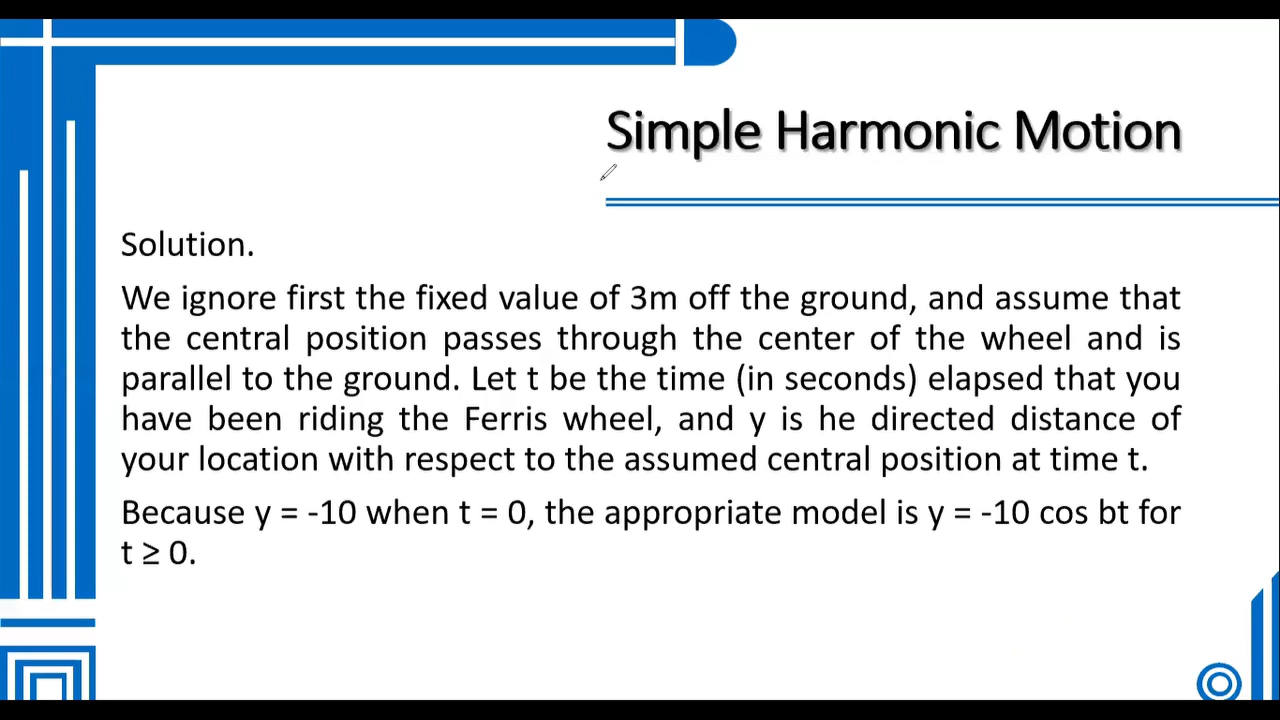 Simple Harmonic Motion
Solution.
We ignore first the fixed value of 3m off the ground, and assume that
the central position passes through the center of the wheel and is
parallel to the ground. Let t be the time (in seconds) elapsed that you
have been riding the Ferris wheel, and y is he directed distance of
your location with respect to the assumed central position at time t.
Because y = -10 when t = 0, the appropriate model is y = -10 cos bt for
t ≥ 0.